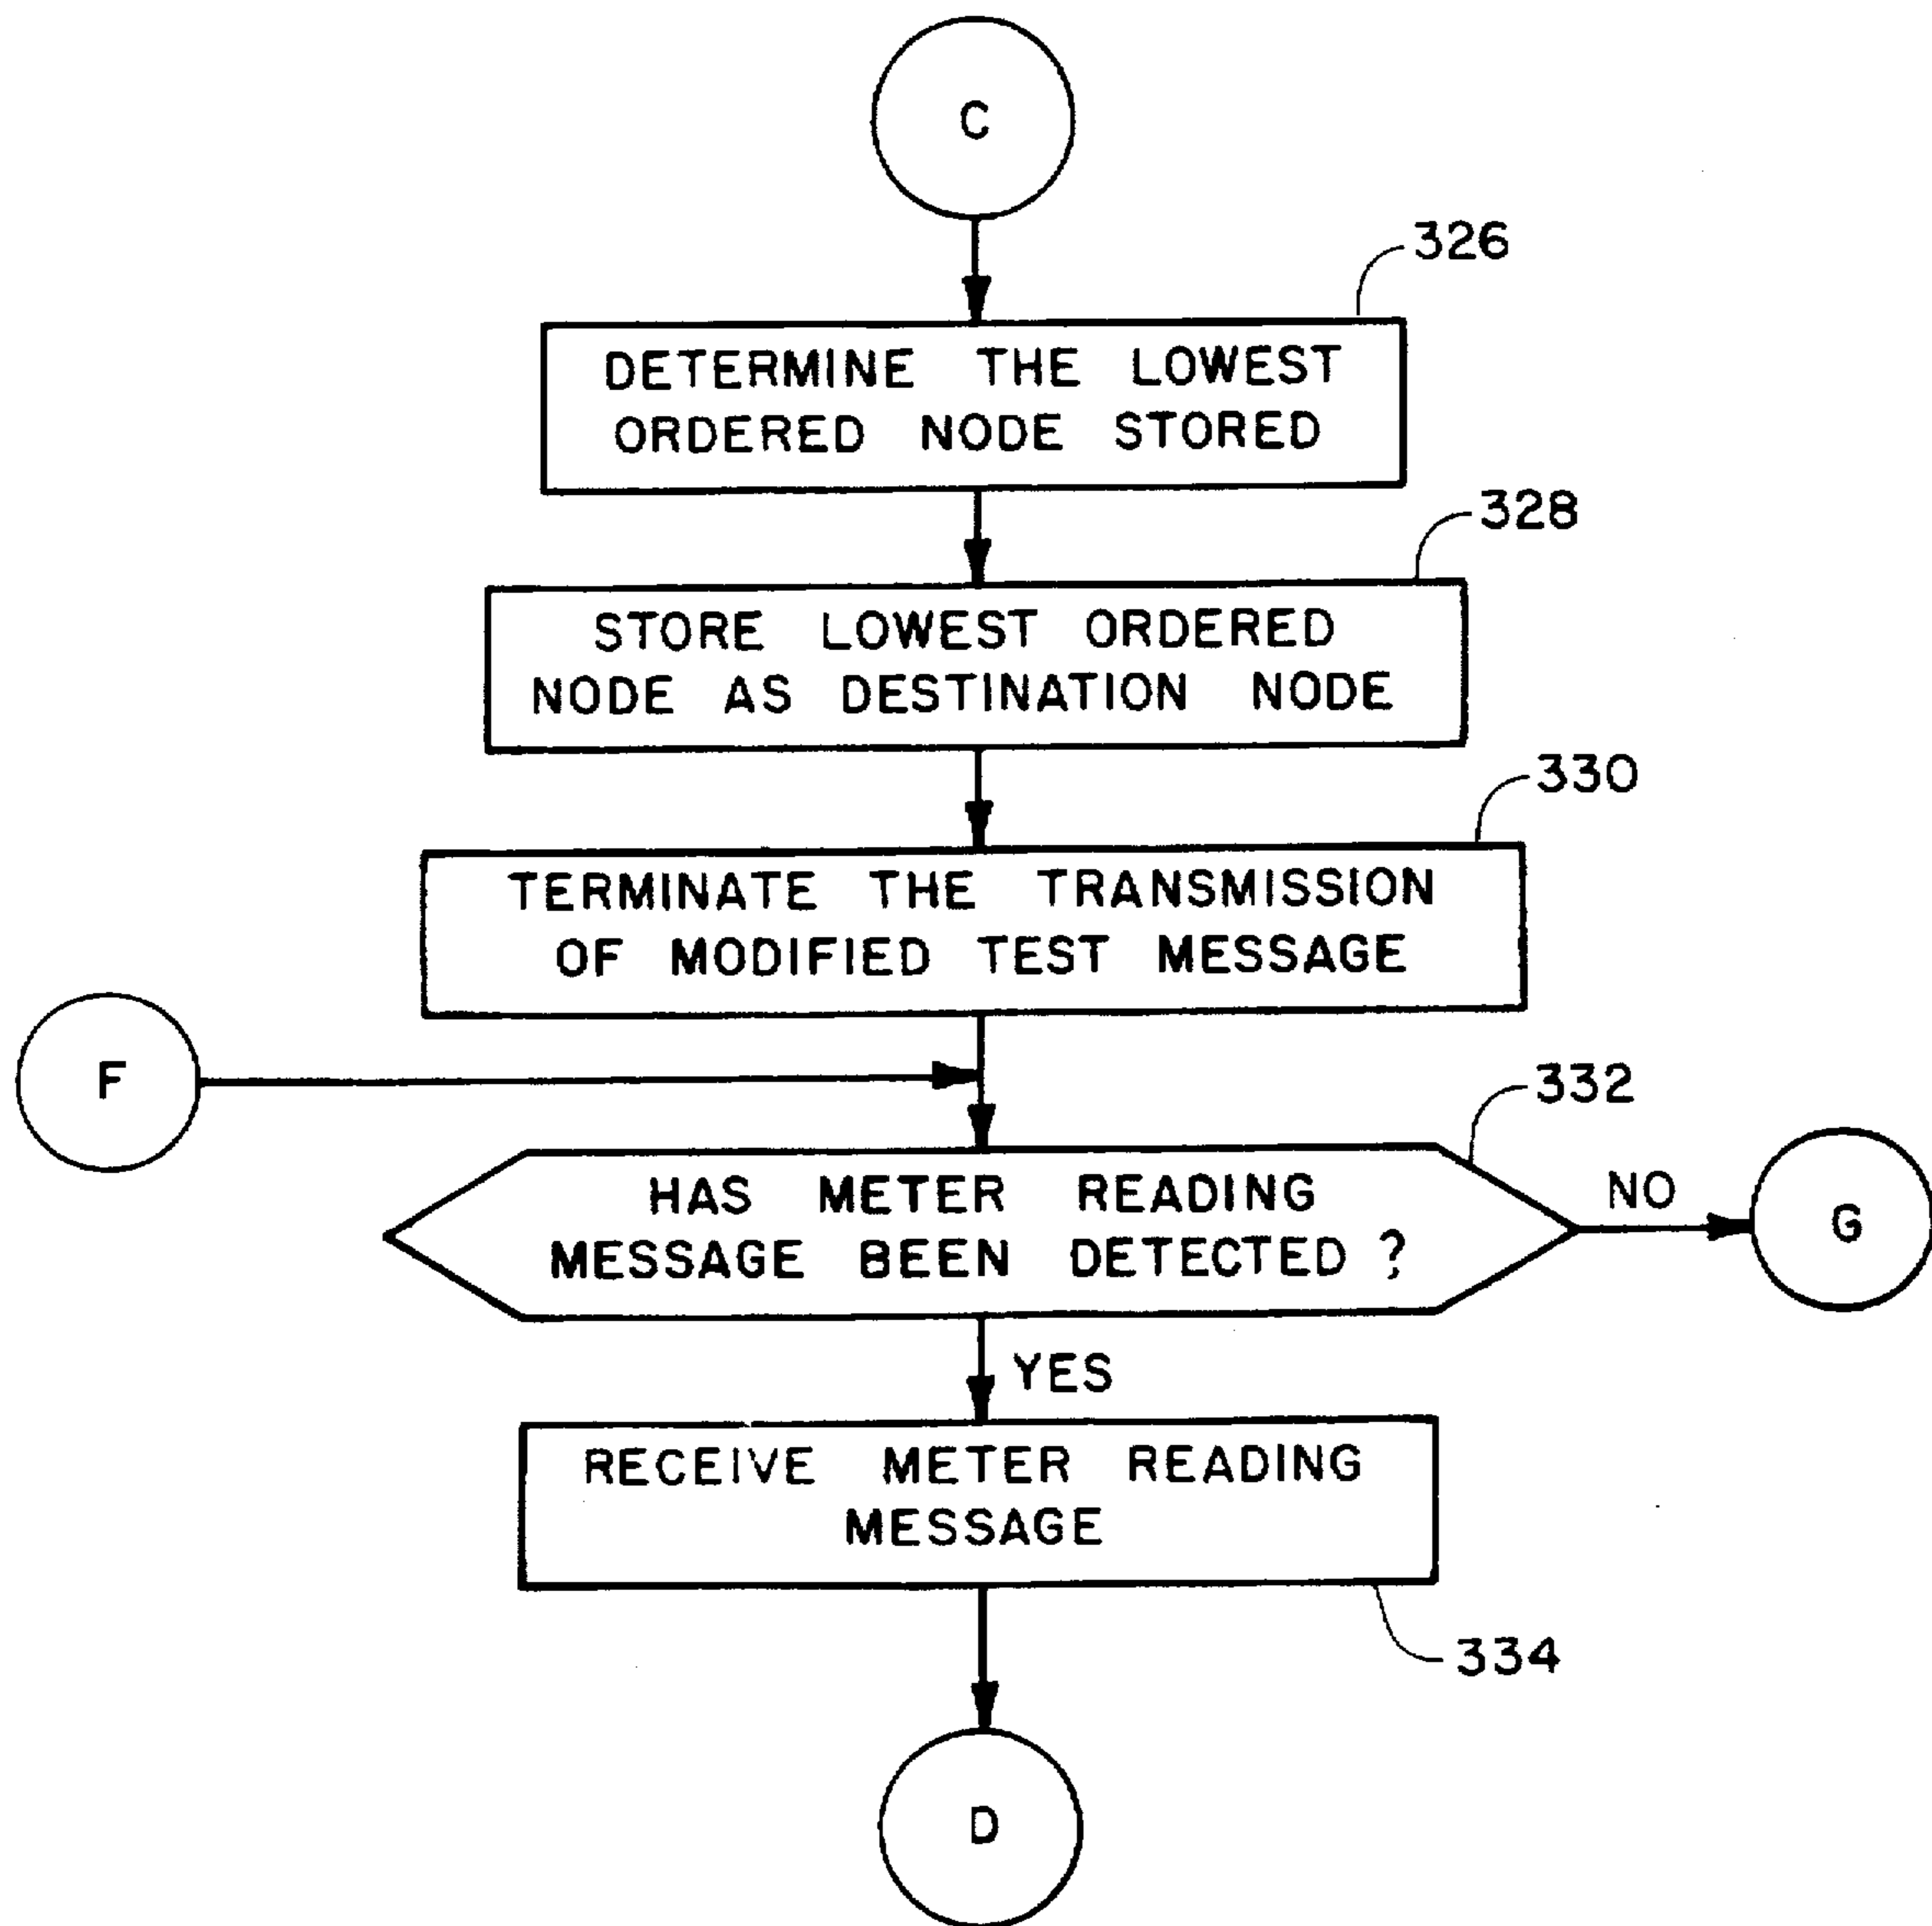 C
326
DETERMINE THE LOWEST
ORDERED NODE STORED
328
STORE LOWEST ORDERED
NODE AS DESTINATION NODE
330
TERMINATE THE TRANSMISSION
OF MODIFIED TEST MESSAGE
F
332
HAS METER READING
MESSAGE BEEN DETECTED ?
NO
G
YES
RECEIVE METER READING
MESSAGE
334
D